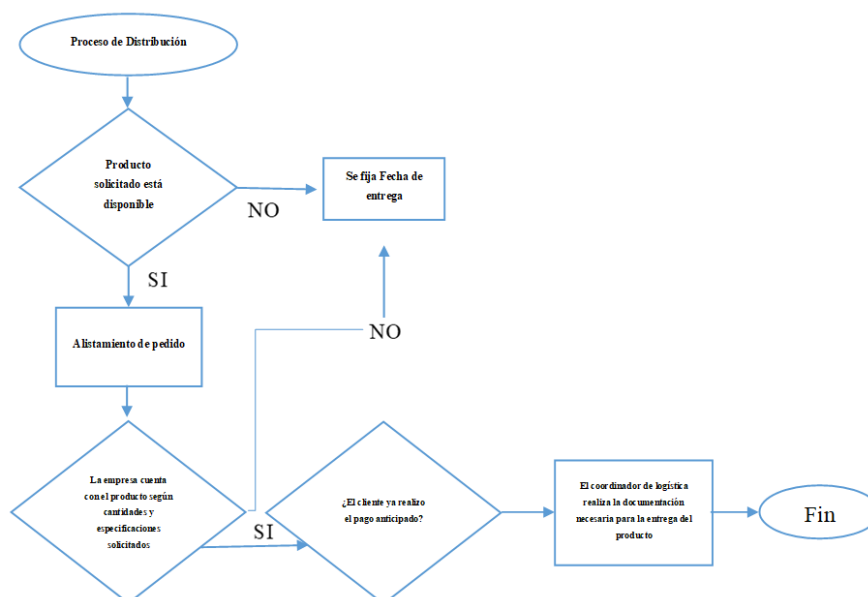 Proceso de Distribución
Producto
solicitado está
disponible
NO
Se fija Fecha de
entrega
SI
Alistamiento de pedido
NO
La empresa cuenta
con el producto según
cantidades y
especificaciones
solicitados
SI
¿El cliente ya realizo
el pago anticipado?
El coordinador de logística
realiza la documentación
necesaria para la entrega del
producto
Fin